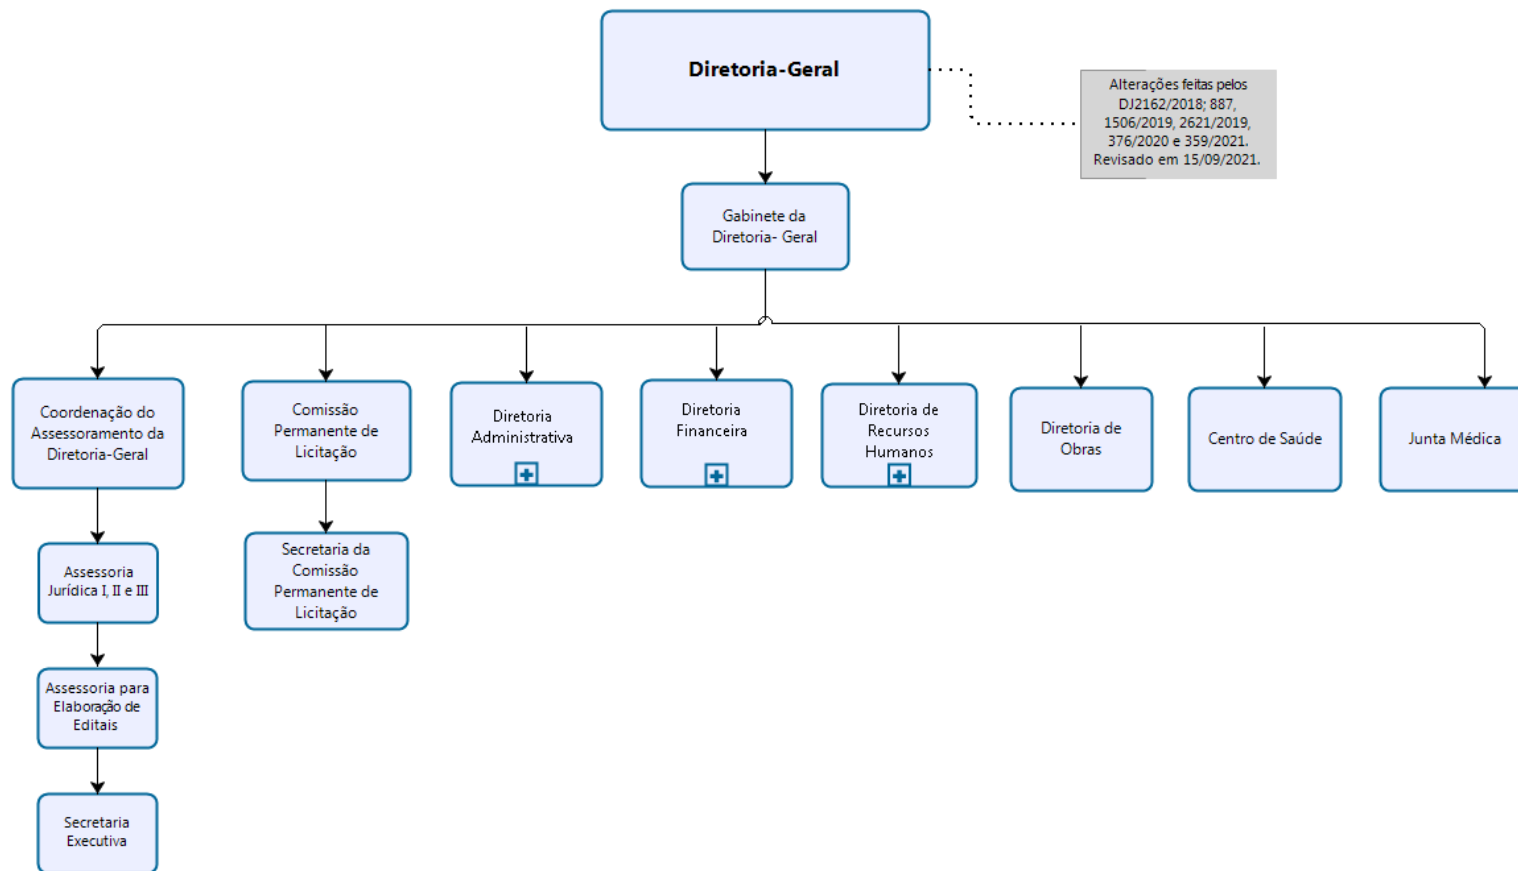 Diretoria-Geral
Alterações feitas pelos
DJ2162/2018; 887,
1506/2019, 2621/2019,
376/2020 e 359/2021.
Revisado em 15/09/2021.
Gabinete da
Diretoria- Geral
Coordenação do
Assessoramento da
Diretoria-Geral
Comissão
Permanente de
Licitação
Diretoria
Administrativa
Diretoria
Financeira
Diretoria de
Recursos
Humanos
Diretoria de
Obras
Centro de Saúde
Junta Médica
Assessoria
Jurídica I, II e III
Secretaria da
Comissão
Permanente de
Licitação
Assessoria para
Elaboração de
Editais
Secretaria
Executiva